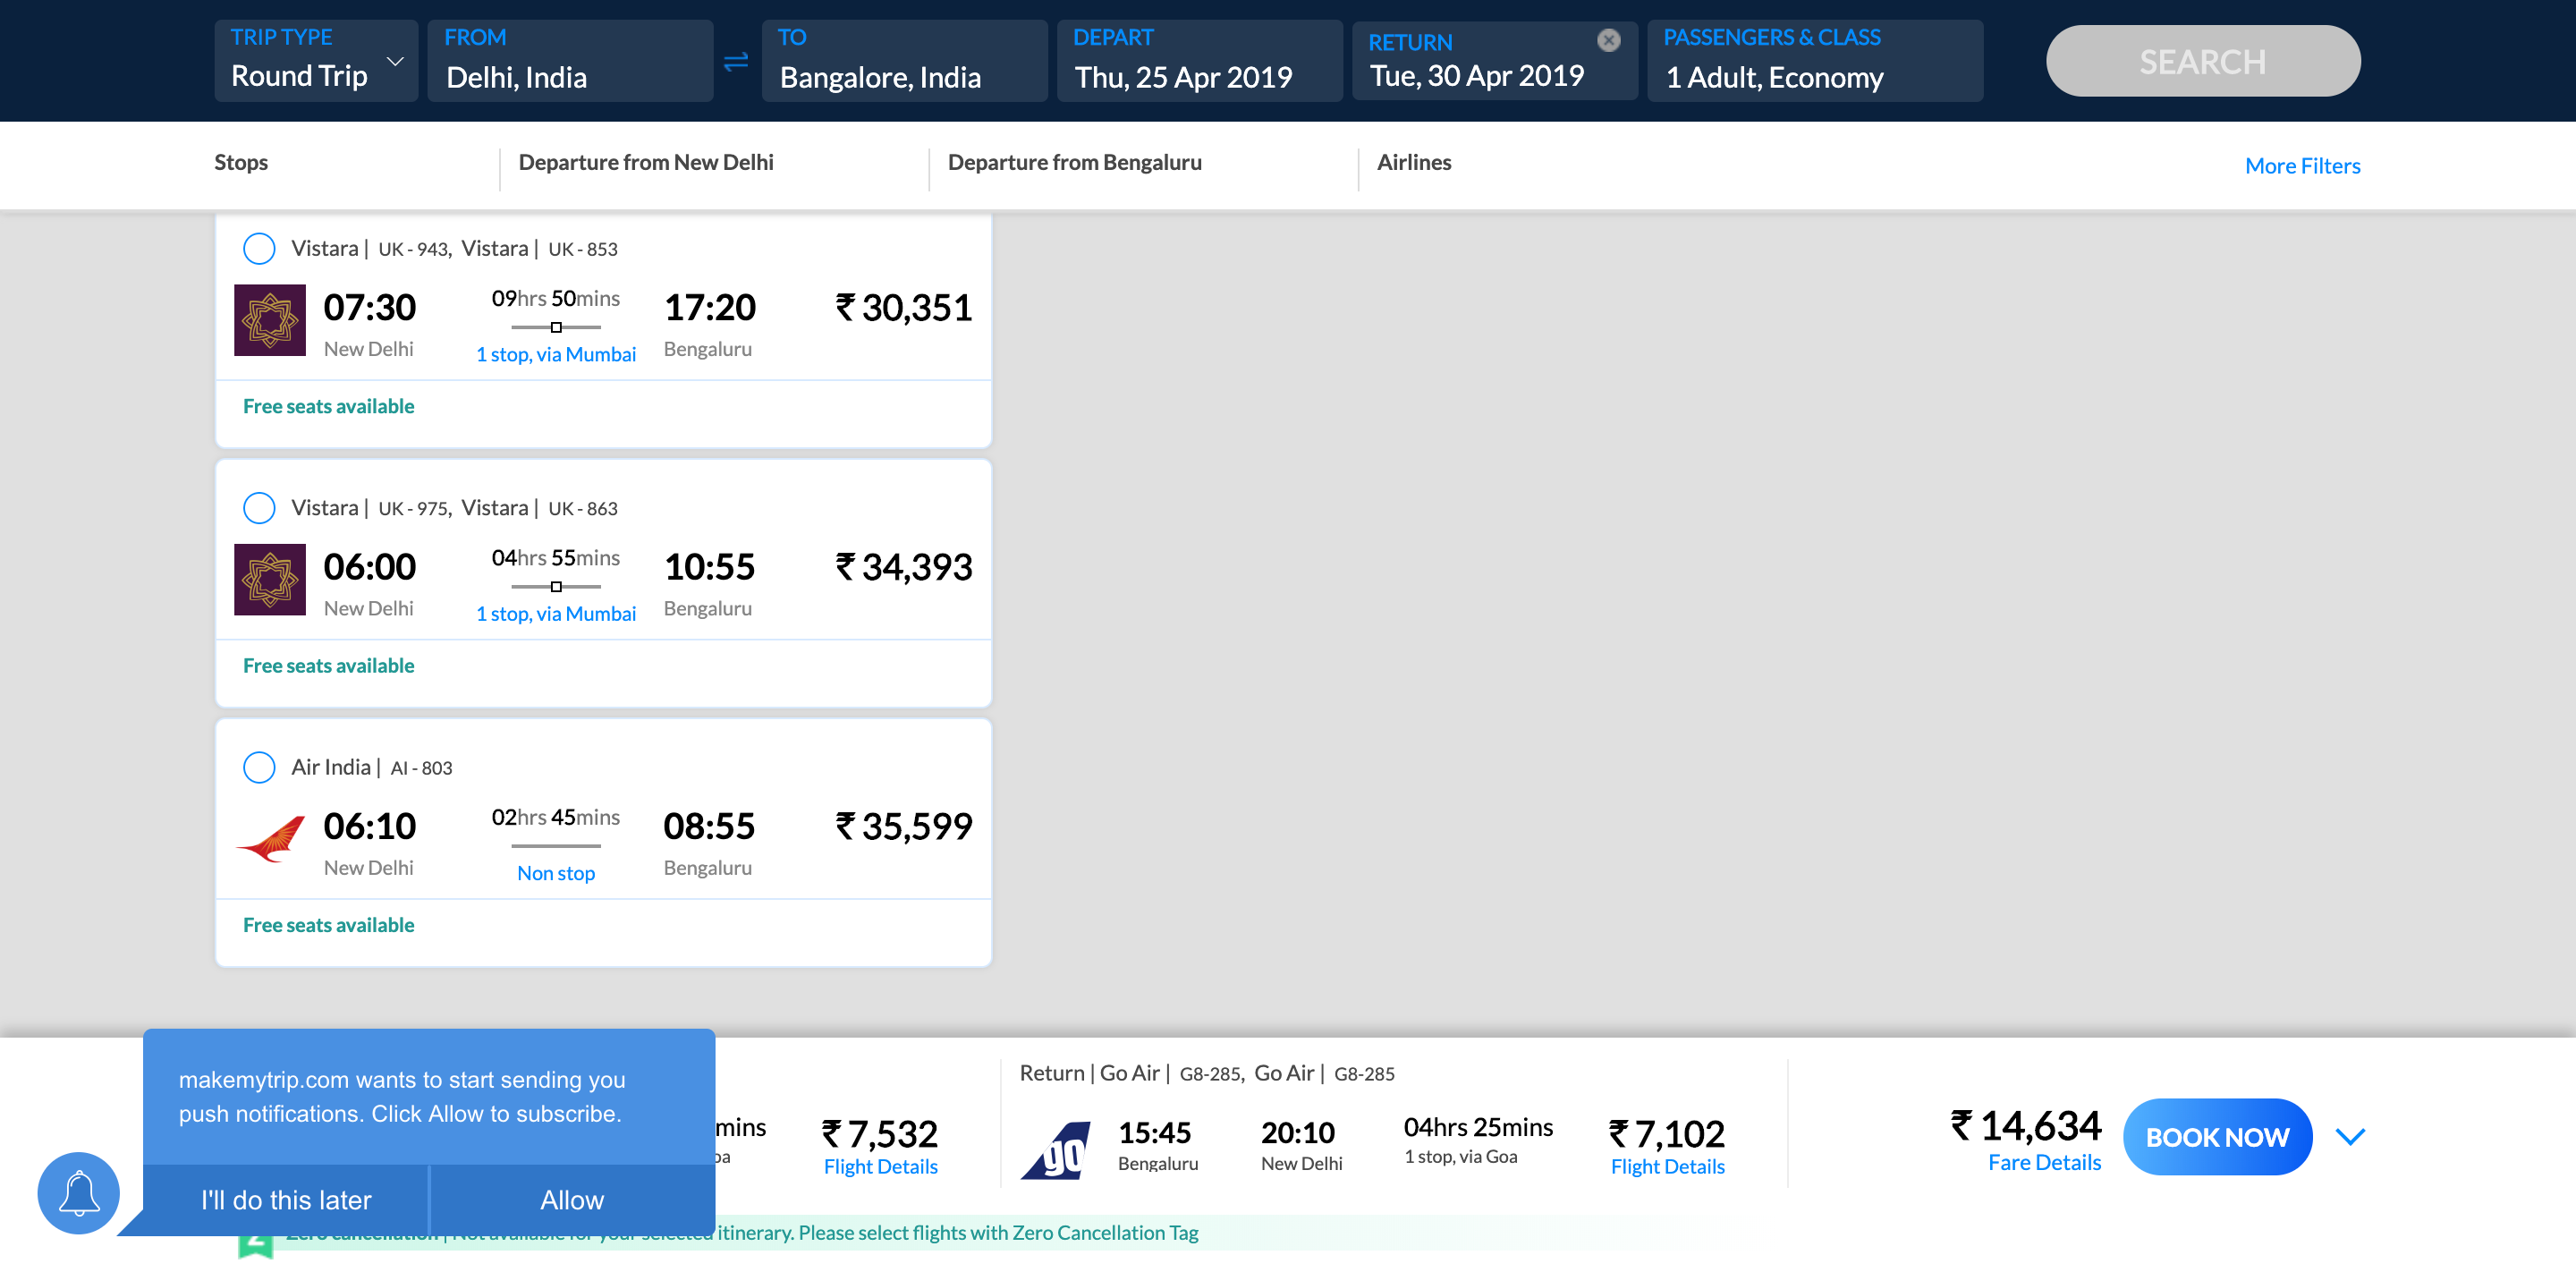 TRIP TYPE
Round Trip
FROM
Delhi, India
TO
Bangalore, India
DEPART
Thu, 25 Apr 2019
RETURN
Tue, 30 Apr 2019
PASSENGERS & CLASS
1 Adult, Economy
SEARCH
Stops
Departure from New Delhi
Departure from Bengaluru
Airlines
More Filters
Vistara | UK - 943, Vistara | UK - 853
07:30 09hrs 50mins 17:20 ₹ 30,351
New Delhi 1 stop, via Mumbai Bengaluru
Free seats available
Vistara | UK - 975, Vistara | UK - 863
06:00 04hrs 55mins 10:55 ₹ 34,393
New Delhi 1 stop, via Mumbai Bengaluru
Free seats available
Air India | AI - 803
06:10 02hrs 45mins 08:55 ₹ 35,599
New Delhi Non stop Bengaluru
Free seats available
makemytrip.com wants to start sending you
push notifications. Click Allow to subscribe.
I'll do this later
Allow
mins ₹ 7,532
oa Flight Details
Return | Go Air | G8-285, Go Air | G8-285
go
15:45 20:10 04hrs 25mins ₹ 7,102
Bengaluru New Delhi 1 stop, via Goa Flight Details
₹ 14,634
Fare Details
BOOK NOW
Zero cancellation | Not available for your selected itinerary. Please select flights with Zero Cancellation Tag